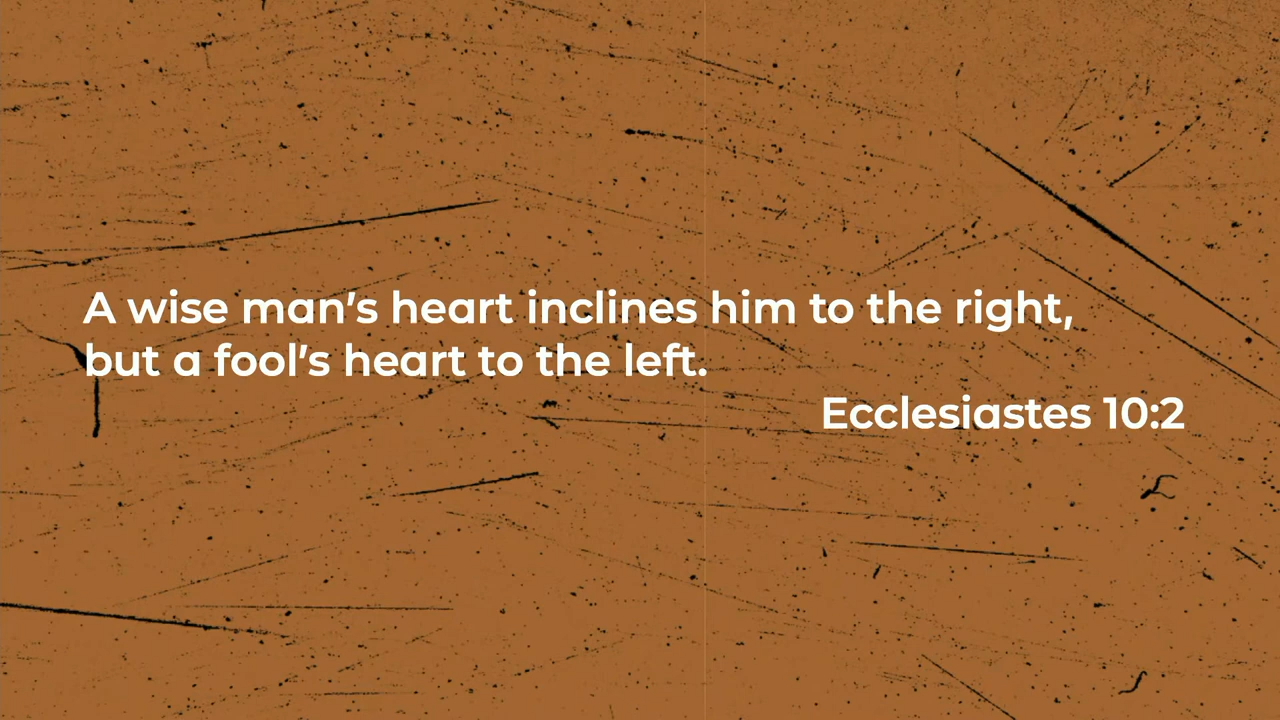 A wise man’s heart inclines him to the right,
but a fool’s heart to the left.
Ecclesiastes 10:2